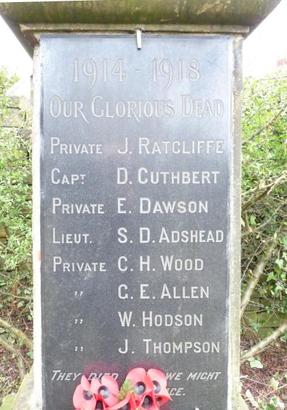 1914 - 1918
OUR GLORIOUS DEAD
PRIVATE J. RATCLIFFE
CAPT. D. CUTHBERT
PRIVATE E. DAWSON
LIEUT. S. D. ADSHEAD
PRIVATE C. H. WOOD
" G. E. ALLEN
" W. HODSON
" J. THOMPSON
THEY DIED WE MIGHT